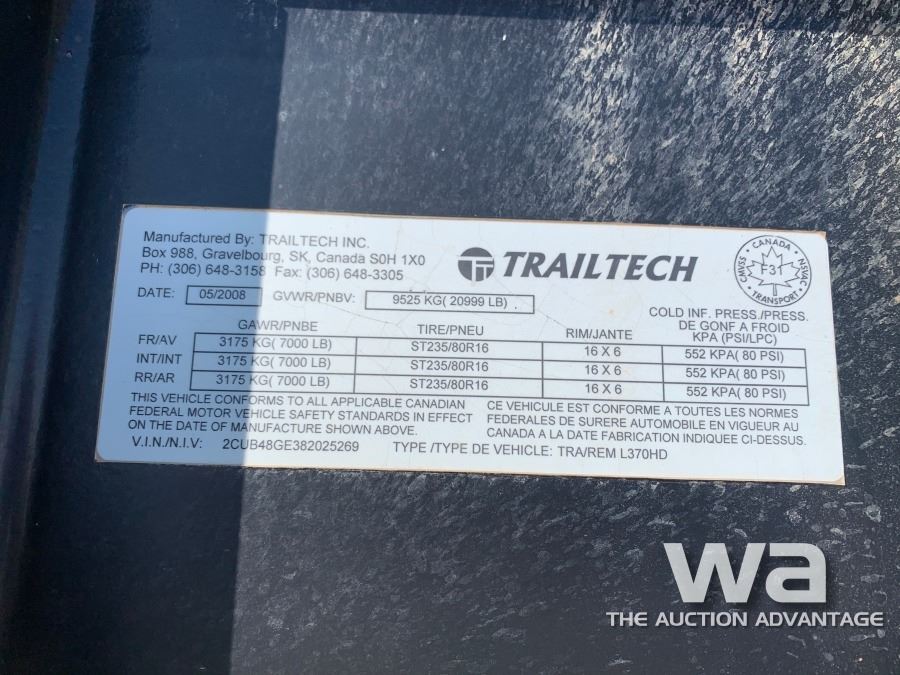 Manufactured By: TRAILTECH INC.
Box 988, Gravelbourg, SK, Canada S0H 1X0
PH: (306) 648-3158 Fax: (306) 648-3305
TRAILTECH
CANADA
CMVSS
F31
NSVAC
TRANSPORT
DATE: 05/2008 GVWR/PNBV: 9525 KG( 20999 LB)
COLD INF. PRESS./PRESS.
DE GONF A FROID
GAWR/PNBE TIRE/PNEU RIM/JANTE KPA (PSI/LPC)
FR/AV 3175 KG( 7000 LB) ST235/80R16 16 X 6 552 KPA( 80 PSI)
INT/INT 3175 KG( 7000 LB) ST235/80R16 16 X 6 552 KPA( 80 PSI)
RR/AR 3175 KG( 7000 LB) ST235/80R16 16 X 6 552 KPA( 80 PSI)
THIS VEHICLE CONFORMS TO ALL APPLICABLE CANADIAN
FEDERAL MOTOR VEHICLE SAFETY STANDARDS IN EFFECT
ON THE DATE OF MANUFACTURE SHOWN ABOVE.
CE VEHICULE EST CONFORME A TOUTES LES NORMES
FEDERALES DE SURERE AUTOMOBILE EN VIGUEUR AU
CANADA A LA DATE FABRICATION INDIQUEE CI-DESSUS.
V.I.N./N.I.V: 2CUB48GE382025269 TYPE /TYPE DE VEHICLE: TRA/REM L370HD
wa
THE AUCTION ADVANTAGE